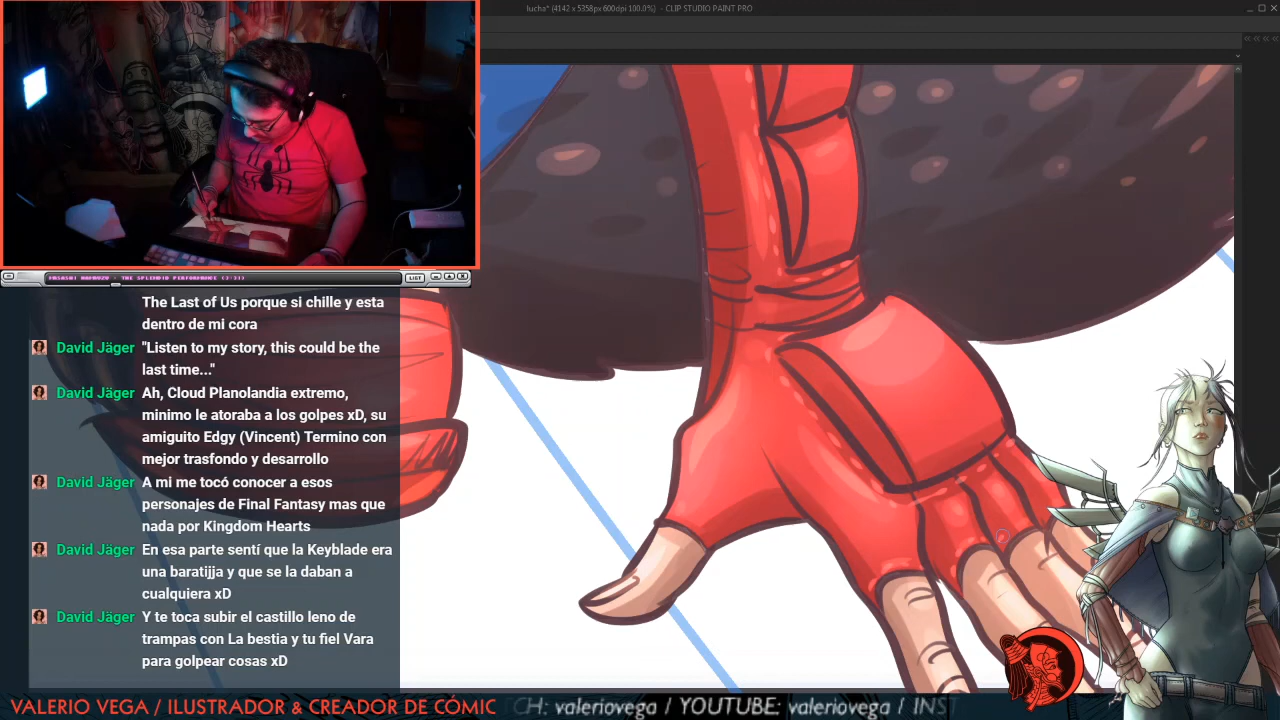 lucha* (4142 x 5358px 600dpi 100.0%) - CLIP STUDIO PAINT PRO
LIST
The Last of Us porque si chille y esta
dentro de mi cora
David Jäger "Listen to my story, this could be the
last time..."
David Jäger Ah, Cloud Planolandia extremo,
minimo le atoraba a los golpes xD, su
amiguito Edgy (Vincent) Termino con
mejor trasfondo y desarrollo
David Jäger A mi me tocó conocer a esos
personajes de Final Fantasy mas que
nada por Kingdom Hearts
David Jäger En esa parte sentí que la Keyblade era
una baratijja y que se la daban a
cualquiera xD
David Jäger Y te toca subir el castillo leno de
trampas con La bestia y tu fiel Vara
para golpear cosas xD
VALERIO VEGA / ILUSTRADOR & CREADOR DE CÓMIC
CH: valeriovega / YOUTUBE: valeriovega / INST